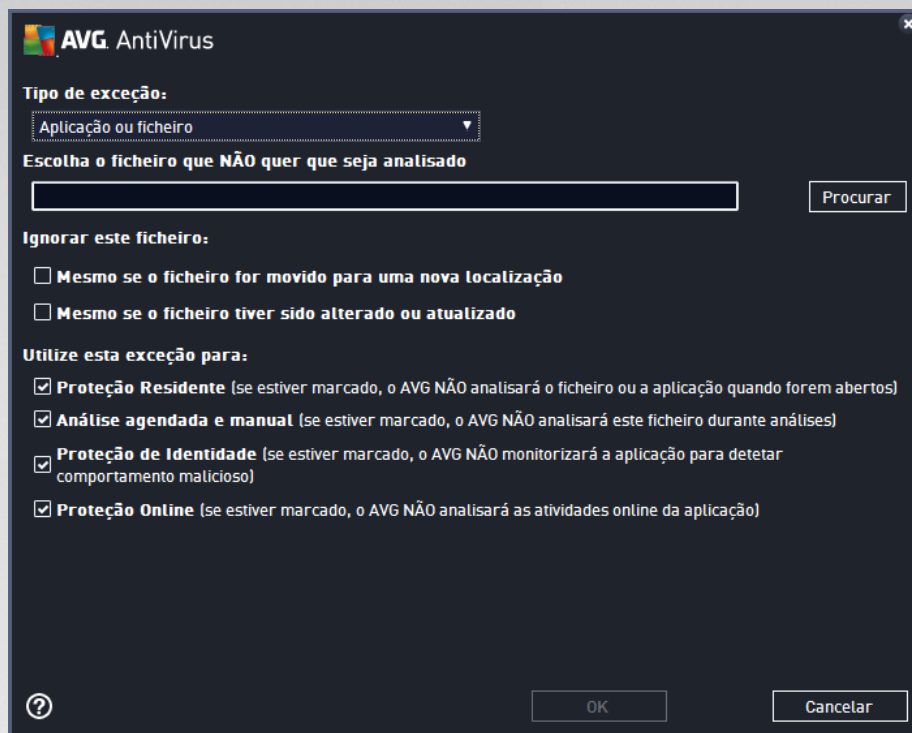 AVG. AntiVirus
Tipo de exceção:
Aplicação ou ficheiro
Escolha o ficheiro que NÃO quer que seja analisado
Procurar
Ignorar este ficheiro:
Mesmo se o ficheiro for movido para uma nova localização
Mesmo se o ficheiro tiver sido alterado ou atualizado
Utilize esta exceção para:
Proteção Residente (se estiver marcado, o AVG NÃO analisará o ficheiro ou a aplicação quando forem abertos)
Análise agendada e manual (se estiver marcado, o AVG NÃO analisará este ficheiro durante análises)
Proteção de Identidade (se estiver marcado, o AVG NÃO monitorizará a aplicação para detetar
comportamento malicioso)
Proteção Online (se estiver marcado, o AVG NÃO analisará as atividades online da aplicação)
?
OK
Cancelar